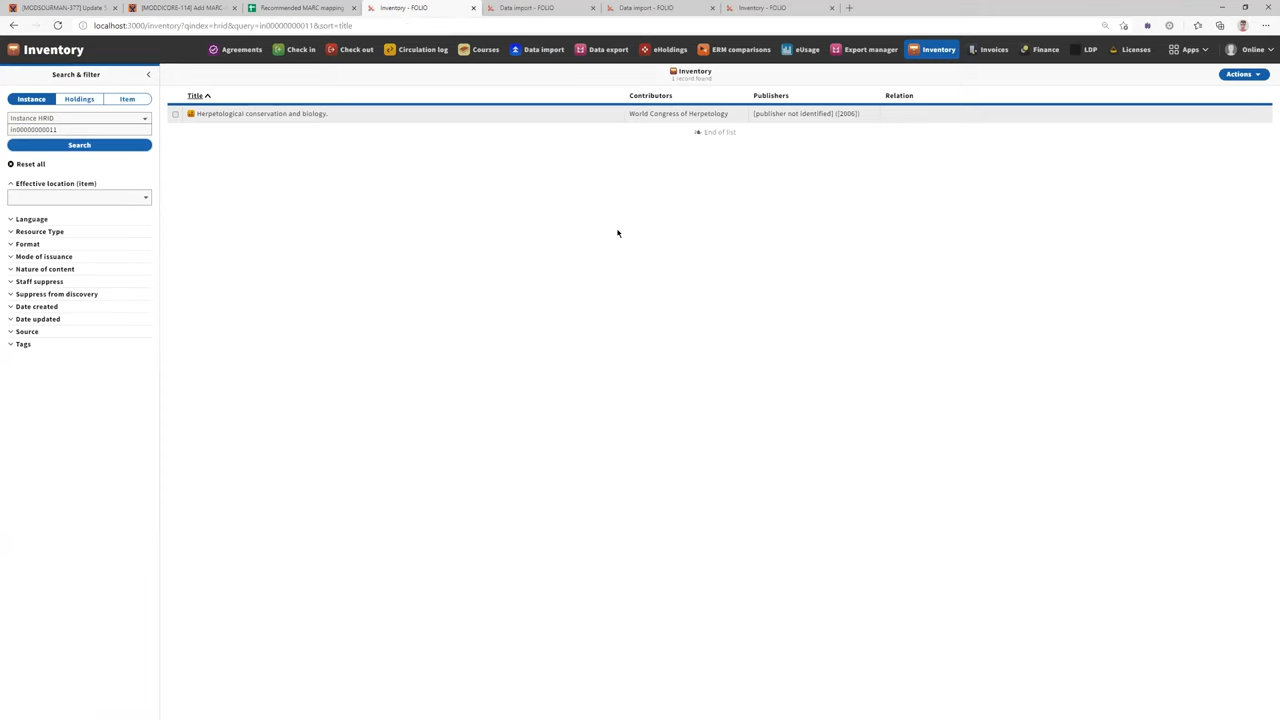 [MODSOURMAN-377] Update S
[MODDICORE-114] Add MARC-
Recommended MARC mapping
Inventory - FOLIO
Data import - FOLIO
Data import - FOLIO
Inventory - FOLIO
localhost:3000/inventory?qindex=hrid&query=in00000000011&sort=title
Inventory
Agreements
Check in
Check out
Circulation log
Courses
Data import
Data export
eHoldings
ERM comparisons
eUsage
Export manager
Inventory
Invoices
Finance
LDP
Licenses
Apps
Online
Search & filter
Inventory
1 record found
Actions
Instance
Holdings
Item
Instance HRID
in00000000011
Search
Reset all
Effective location (item)
Language
Resource Type
Format
Mode of issuance
Nature of content
Staff suppress
Suppress from discovery
Date created
Date updated
Source
Tags
Title Contributors Publishers Relation
Herpetological conservation and biology. World Congress of Herpetology [publisher not identified] ([2006])
End of list